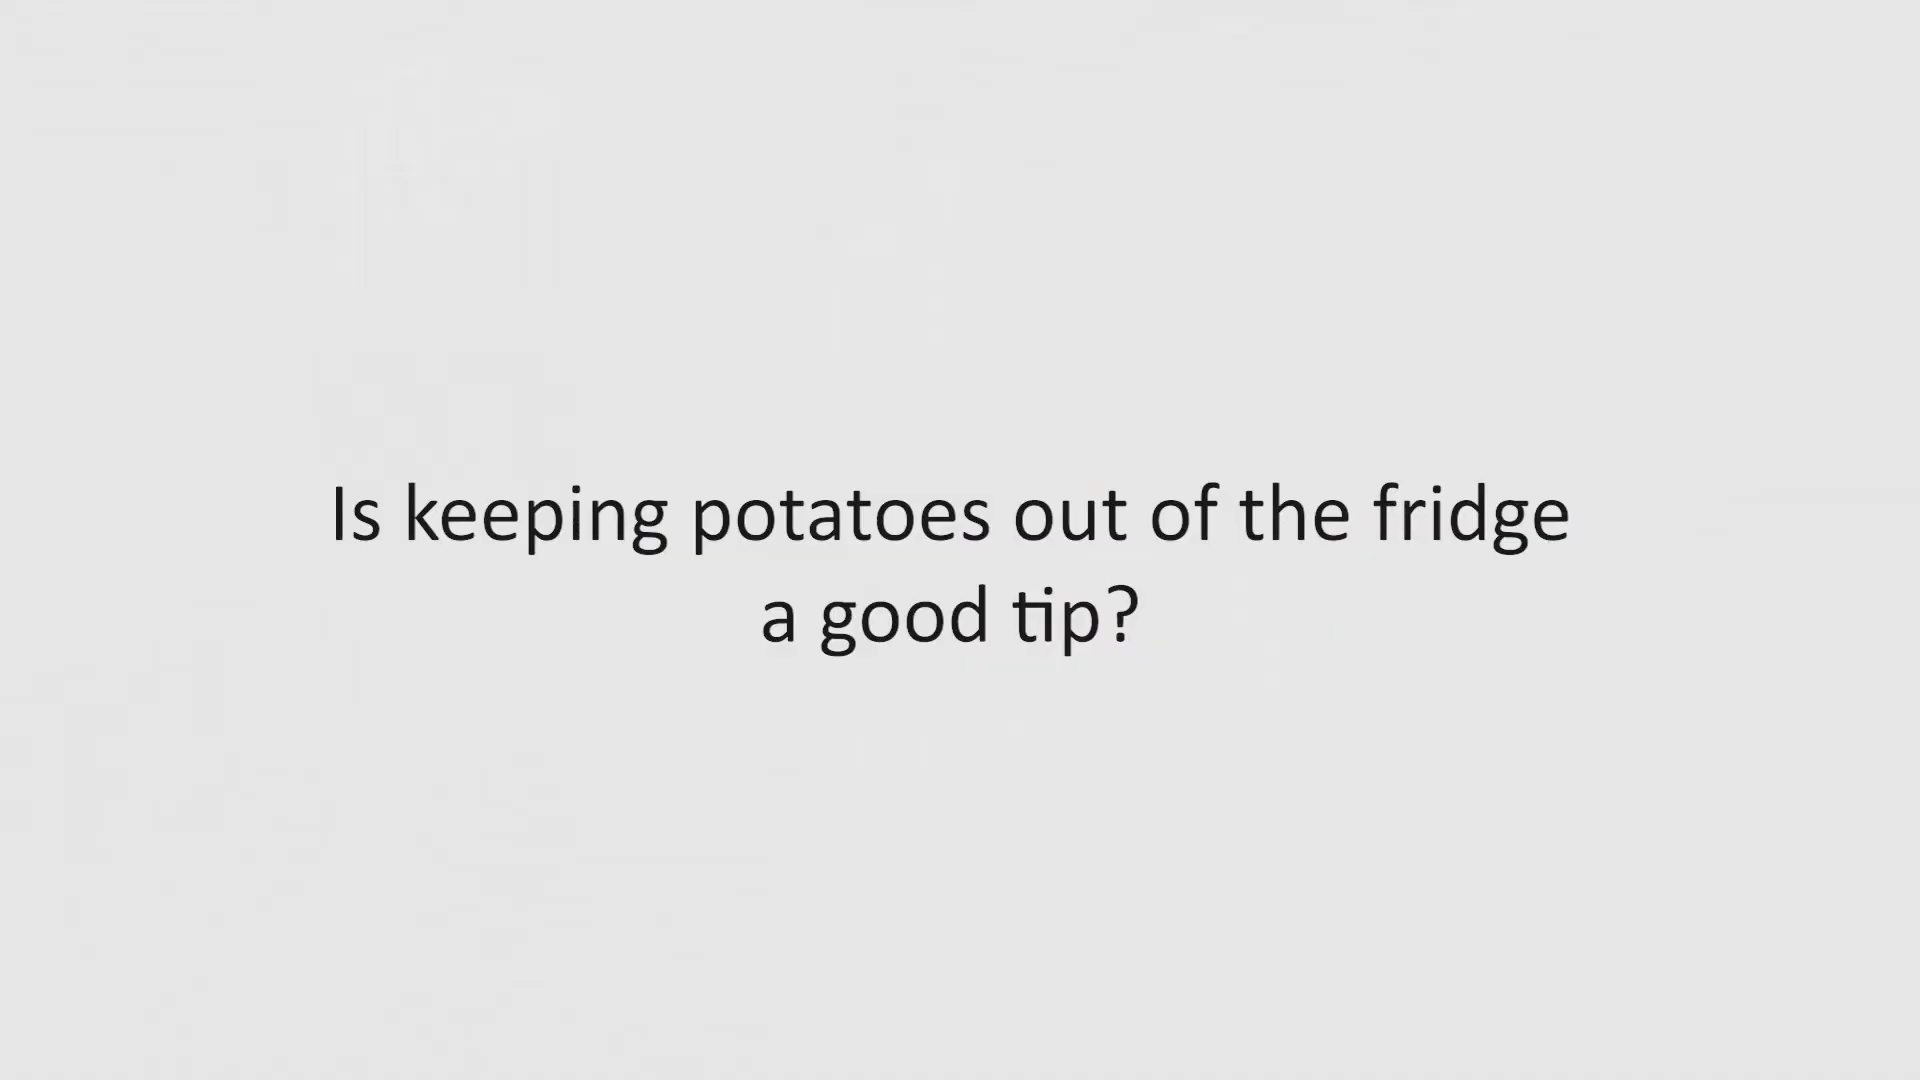 Is keeping potatoes out of the fridge
a good tip?